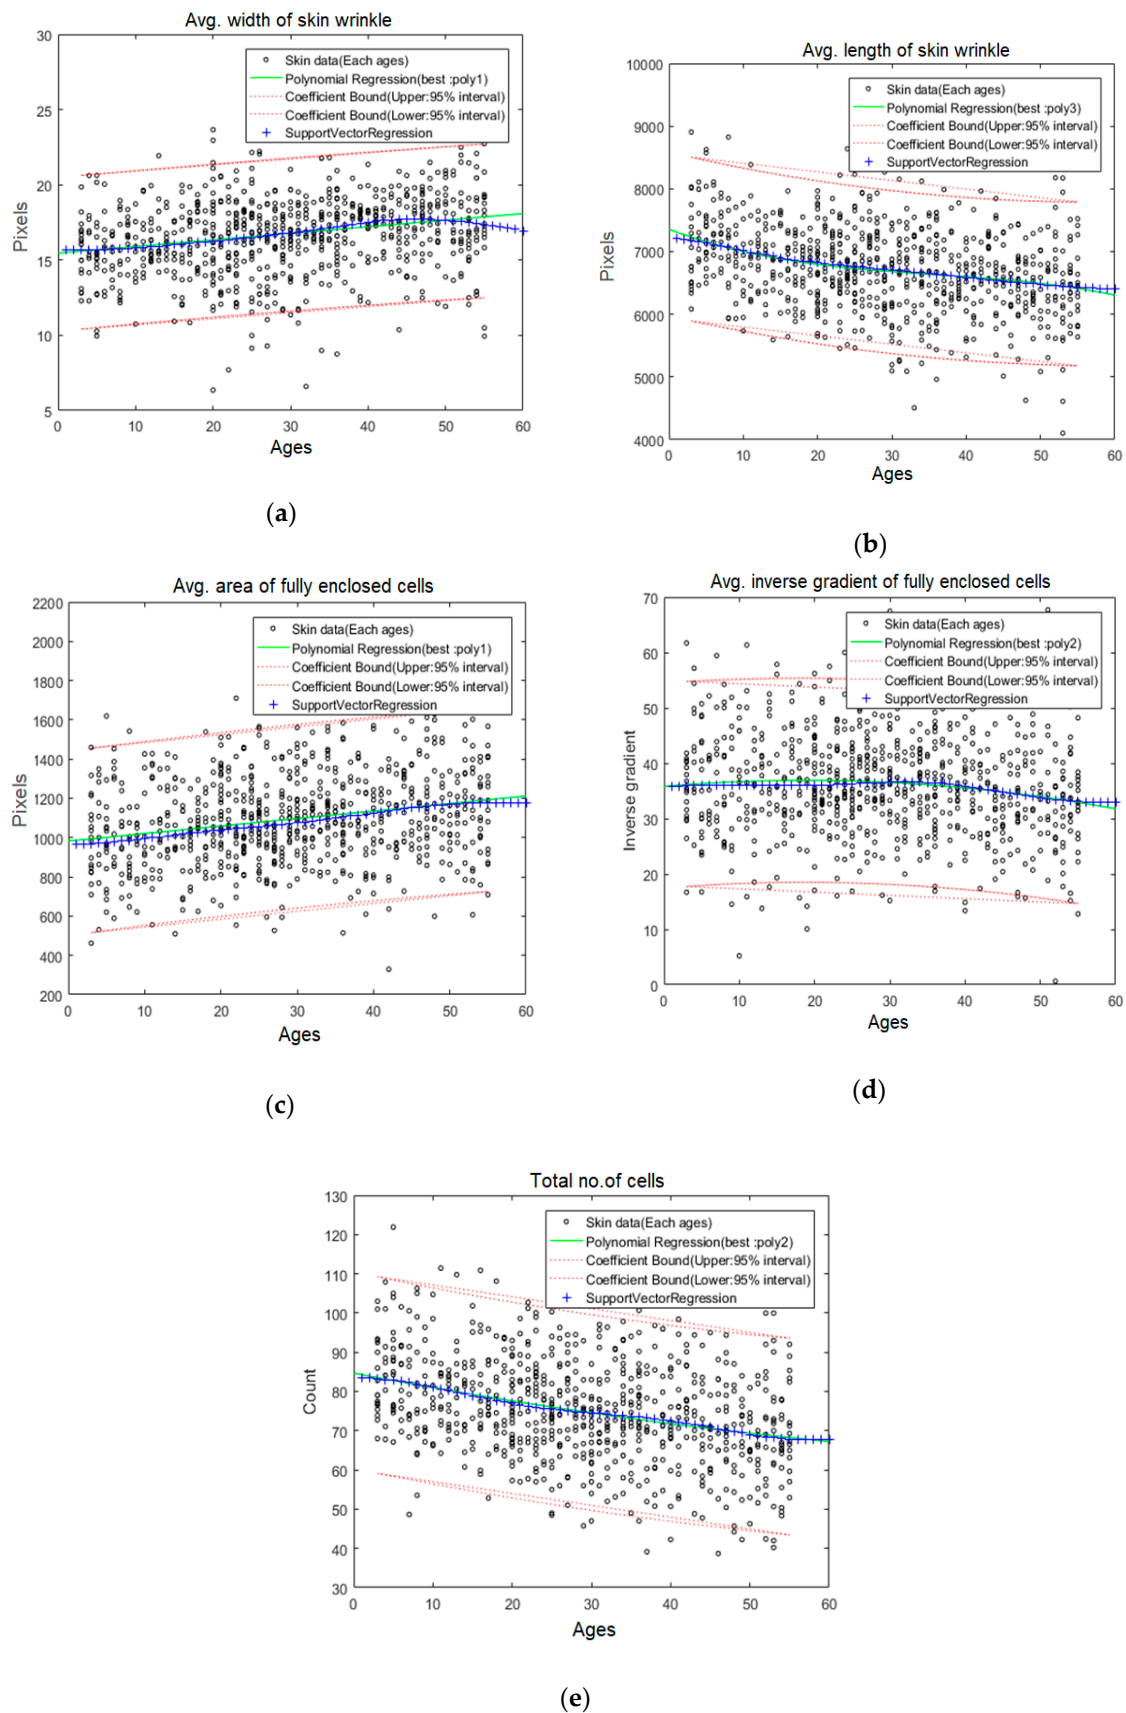 Avg. width of skin wrinkle
30
25
20
15
10
5
0 10 20 30 40 50 60
Pixels
Ages
Skin data(Each ages)
Polynomial Regression(best :poly1)
Coefficient Bound(Upper:95% interval)
Coefficient Bound(Lower:95% interval)
SupportVectorRegression
(a)
Avg. length of skin wrinkle
10000
9000
8000
7000
6000
5000
4000
0 10 20 30 40 50 60
Pixels
Ages
Skin data(Each ages)
Polynomial Regression(best :poly3)
Coefficient Bound(Upper:95% interval)
Coefficient Bound(Lower:95% interval)
SupportVectorRegression
(b)
Avg. area of fully enclosed cells
2200
2000
1800
1600
1400
1200
1000
800
600
400
200
0 10 20 30 40 50 60
Pixels
Ages
Skin data(Each ages)
Polynomial Regression(best :poly1)
Coefficient Bound(Upper:95% interval)
Coefficient Bound(Lower:95% interval)
SupportVectorRegression
(c)
Avg. inverse gradient of fully enclosed cells
70
60
50
40
30
20
10
0
0 10 20 30 40 50 60
Inverse gradient
Ages
Skin data(Each ages)
Polynomial Regression(best :poly2)
Coefficient Bound(Upper:95% interval)
Coefficient Bound(Lower:95% interval)
SupportVectorRegression
(d)
Total no.of cells
130
120
110
100
90
80
70
60
50
40
30
0 10 20 30 40 50 60
Count
Ages
Skin data(Each ages)
Polynomial Regression(best :poly2)
Coefficient Bound(Upper:95% interval)
Coefficient Bound(Lower:95% interval)
SupportVectorRegression
(e)